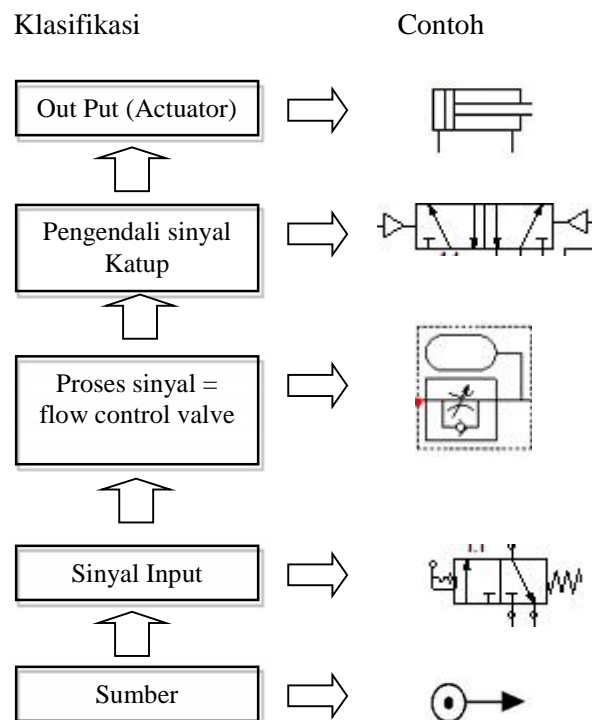 Klasifikasi
Contoh
Out Put (Actuator)
Pengendali sinyal
Katup
Proses sinyal =
flow control valve
Sinyal Input
Sumber